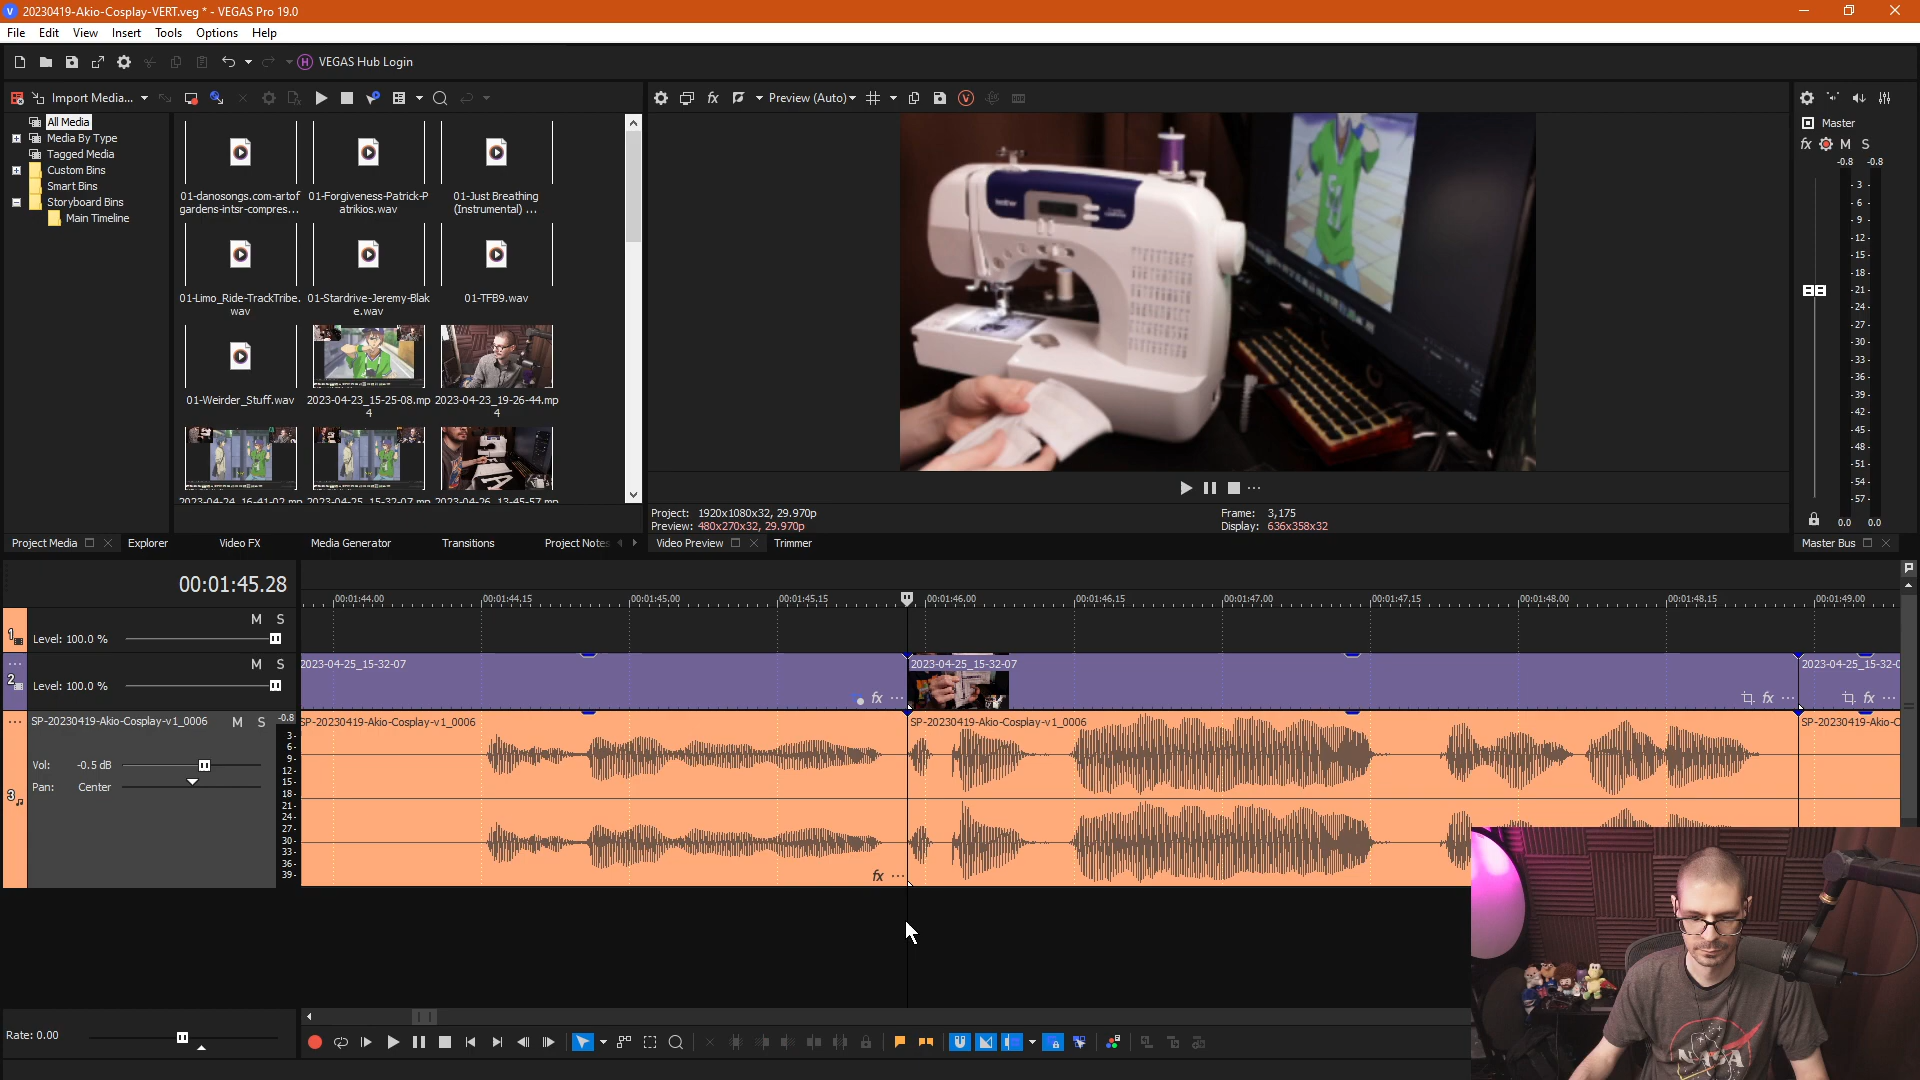 20230419-Akio-Cosplay-VERT.veg * - VEGAS Pro 19.0
File Edit View Insert Tools Options Help
VEGAS Hub Login
Import Media...
All Media
Media By Type
Tagged Media
Custom Bins
Smart Bins
Storyboard Bins
Main Timeline
01-danosongs.com-artof
gardens-intsr-compres...
01-Forgiveness-Patrick-P
atrikios.wav
01-Just Breathing
(Instrumental) ...
01-Limo_Ride-TrackTribe.
wav
01-Stardrive-Jeremy-Blak
e.wav
01-TFB9.wav
01-Weirder_Stuff.wav
2023-04-23_15-25-08.mp
4
2023-04-23_19-26-44.mp
4
2023-04-24_16-41-02.mp
2023-04-25_15-32-07.mp
2023-04-26_13-45-57.mp
Project Media
Explorer
Video FX
Media Generator
Transitions
Project Notes
fx
Preview (Auto)
brother
Project: 1920x1080x32, 29.970p
Preview: 480x270x32, 29.970p
Frame: 3,175
Display: 636x358x32
Video Preview
Trimmer
Master
fx M S
-0.8 -0.8
3
6
9
12
15
18
21
24
27
30
33
36
39
42
45
48
51
54
57
0.0 0.0
Master Bus
00:01:45.28
00:01:44.00 00:01:44.15 00:01:45.00 00:01:45.15 00:01:46.00 00:01:46.15 00:01:47.00 00:01:47.15 00:01:48.00 00:01:48.15 00:01:49.00
1
M S
Level: 100.0 %
2
M S
Level: 100.0 %
2023-04-25_15-32-07
fx
2023-04-25_15-32-07
fx
2023-04-25_15-32-0
fx
3
SP-20230419-Akio-Cosplay-v1_0006 M S
-0.8
Vol: -0.5 dB
Pan: Center
3
6
9
12
15
18
21
24
27
30
33
36
39
SP-20230419-Akio-Cosplay-v1_0006
fx
SP-20230419-Akio-Cosplay-v1_0006
SP-20230419-Akio-C
NASA
Rate: 0.00